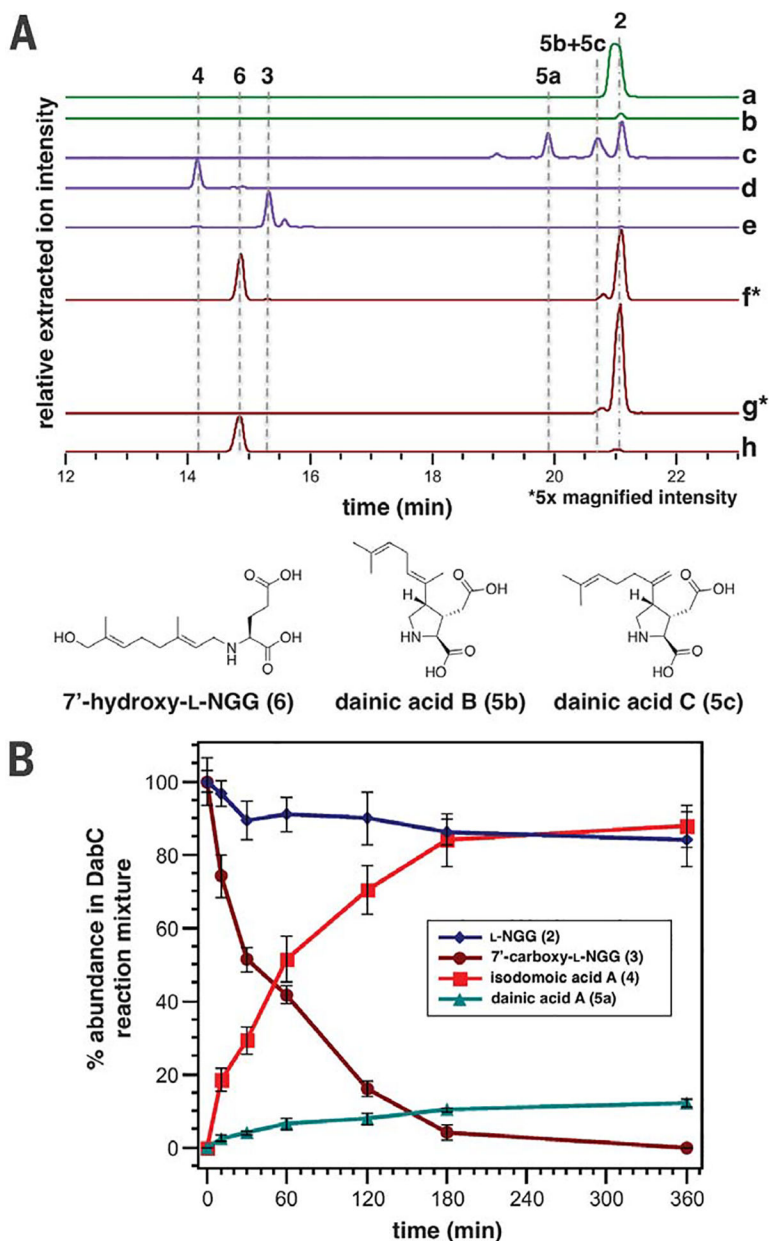 A
2
5b+5c
4 6 3 5a
a
b
c
d
e
f*
g*
h
relative extracted ion intensity
12 14 16 18 20 22
time (min)
*5x magnified intensity
HO
N
H
O
OH
OH
O
H
HN
O
OH
O
HO
H
HN
O
OH
O
HO
7'-hydroxy-L-NGG (6) dainic acid B (5b) dainic acid C (5c)
B
% abundance in DabC
reaction mixture
100
80
60
40
20
0
L-NGG (2)
7'-carboxy-L-NGG (3)
isodomoic acid A (4)
dainic acid A (5a)
0 60 120 180 240 300 360
time (min)